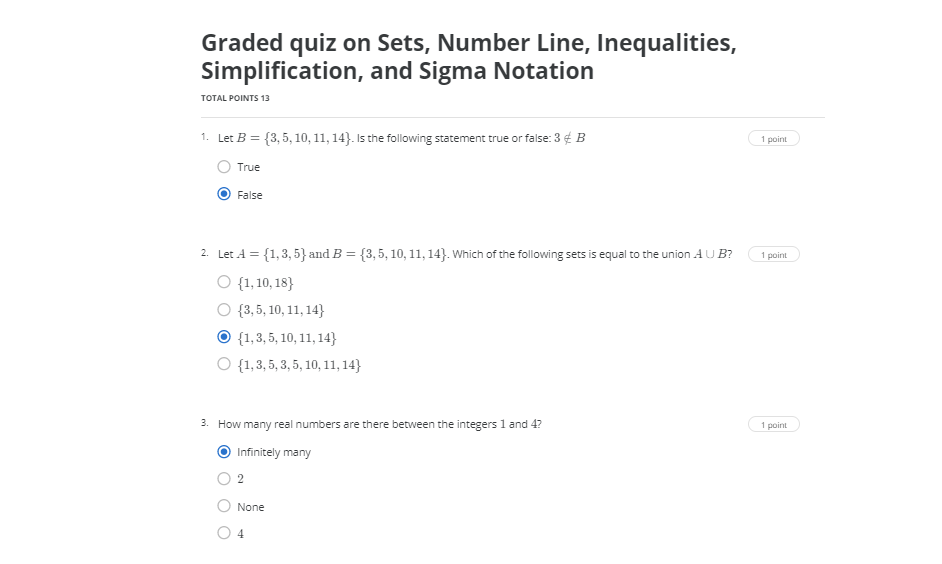 Graded quiz on Sets, Number Line, Inequalities,
Simplification, and Sigma Notation
TOTAL POINTS 13
1. Let B = {3, 5, 10, 11, 14}. Is the following statement true or false: 3 ∉ B 1 point
True
False
2. Let A = {1, 3, 5} and B = {3, 5, 10, 11, 14}. Which of the following sets is equal to the union A ∪ B? 1 point
{1, 10, 18}
{3, 5, 10, 11, 14}
{1, 3, 5, 10, 11, 14}
{1, 3, 5, 3, 5, 10, 11, 14}
3. How many real numbers are there between the integers 1 and 4? 1 point
Infinitely many
2
None
4